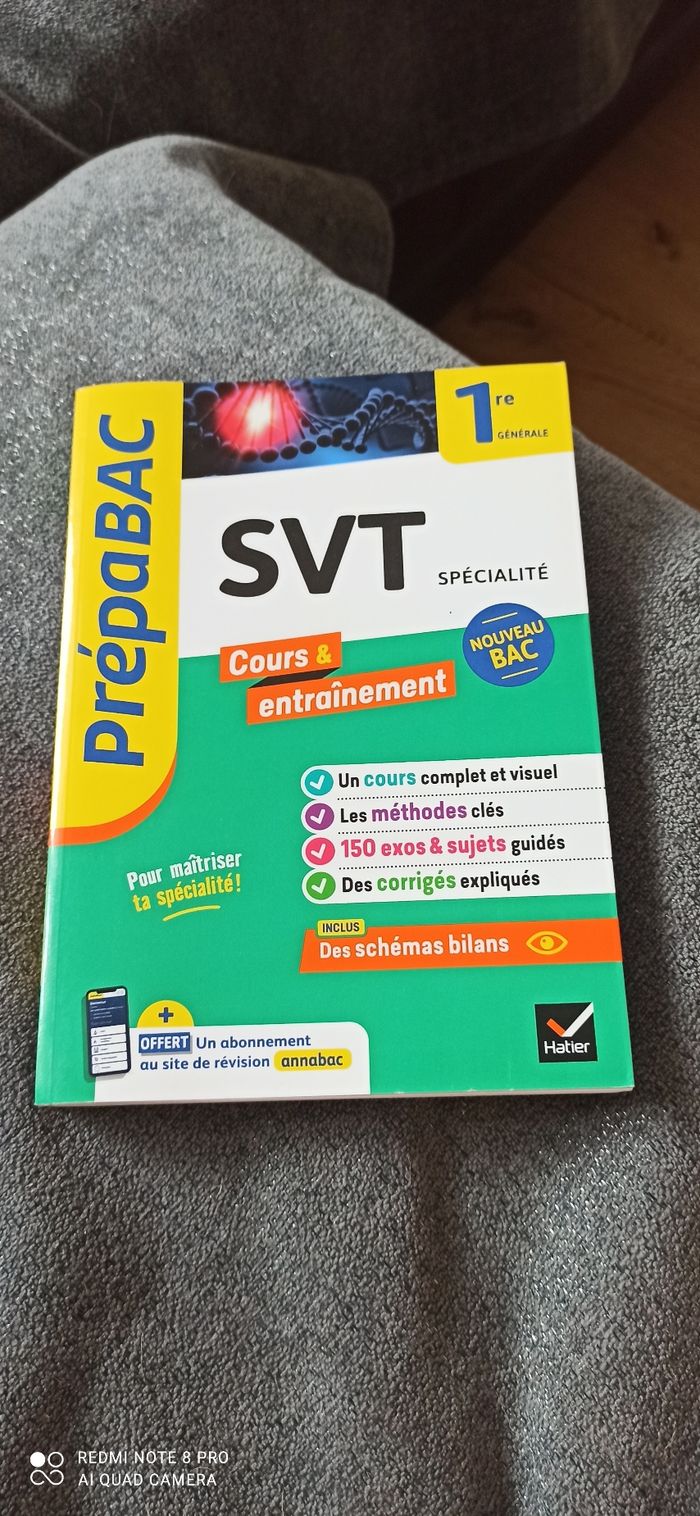 PrépaBAC
1re
GÉNÉRALE
SVT
SPÉCIALITÉ
NOUVEAU
BAC
Cours &
entraînement
Un cours complet et visuel
Les méthodes clés
150 exos & sujets guidés
Des corrigés expliqués
Pour maîtriser
ta spécialité !
INCLUS
Des schémas bilans
+
OFFERT Un abonnement
au site de révision annabac
Hatier
REDMI NOTE 8 PRO
AI QUAD CAMERA